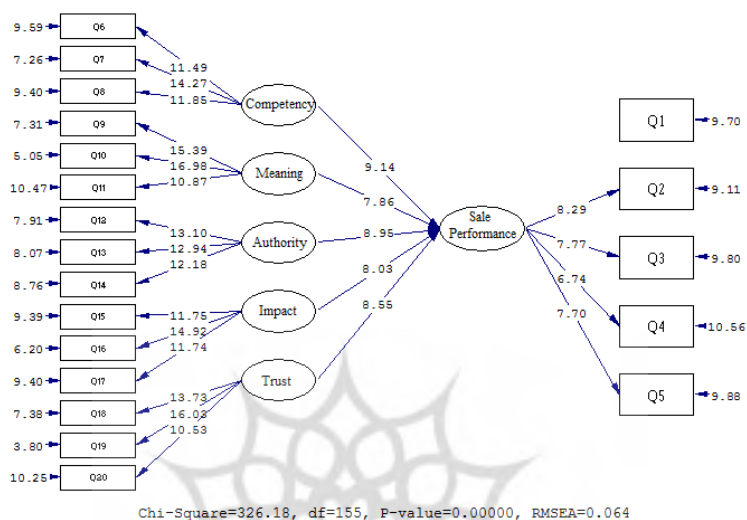 9.59
Q6
7.26
Q7
9.40
Q8
7.31
Q9
5.05
Q10
10.47
Q11
7.91
Q12
8.07
Q13
8.76
Q14
9.39
Q15
6.20
Q16
9.40
Q17
7.38
Q18
3.80
Q19
10.25
Q20
11.49
14.27
11.85
15.39
16.98
10.87
13.10
12.94
12.18
11.75
14.92
11.74
13.73
16.03
10.53
Competency
Meaning
Authority
Impact
Trust
9.14
7.86
8.95
8.03
8.55
Sale
Performance
8.29
7.77
6.74
7.70
Q1
9.70
Q2
9.11
Q3
9.80
Q4
10.56
Q5
9.88
Chi-Square=326.18, df=155, P-value=0.00000, RMSEA=0.064